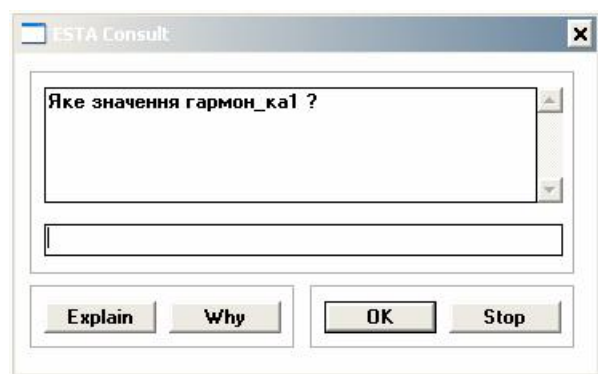 ESTA Consult
Яке значення гармон_ка1 ?
Explain
Why
OK
Stop